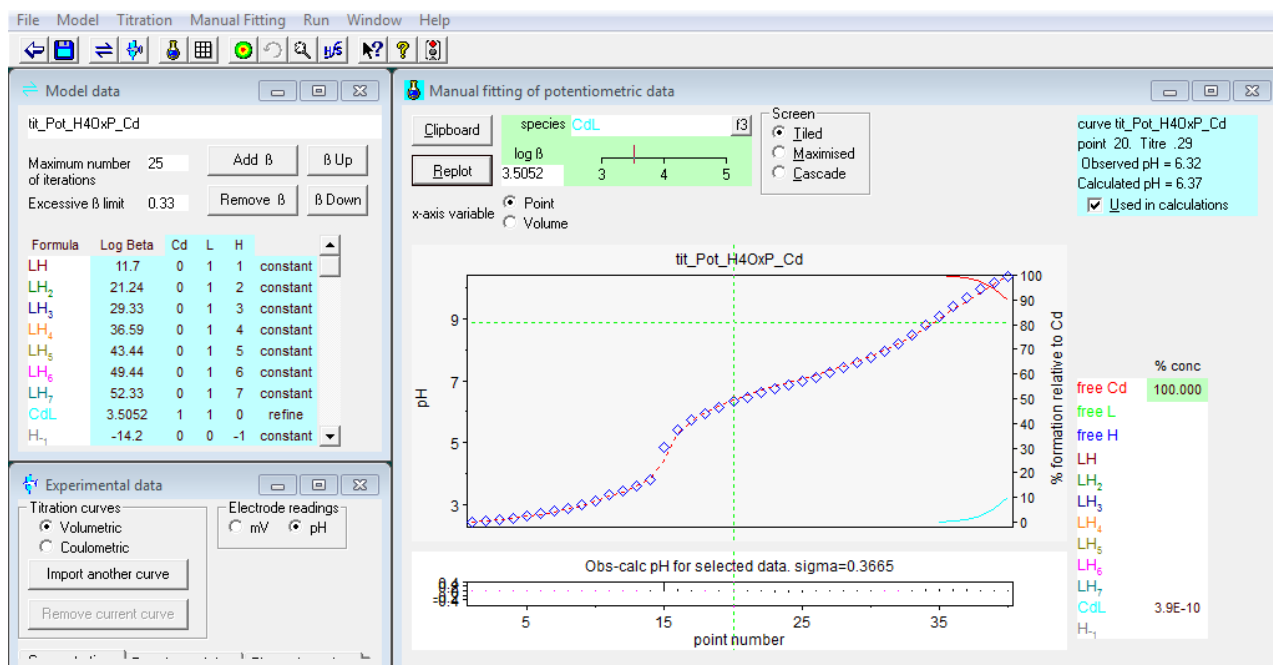 File Model Titration Manual Fitting Run Window Help
H/S
Model data
tit_Pot_H4OxP_Cd
Maximum number of iterations 25
Add ß ß Up
Excessive ß limit 0.33
Remove ß ß Down
Formula Log Beta Cd L H
LH 11.7 0 1 1 constant
LH2 21.24 0 1 2 constant
LH3 29.33 0 1 3 constant
LH4 36.59 0 1 4 constant
LH5 43.44 0 1 5 constant
LH6 49.44 0 1 6 constant
LH7 52.33 0 1 7 constant
CdL 3.5052 1 1 0 refine
H-1 -14.2 0 0 -1 constant
Experimental data
Titration curves
Volumetric
Coulometric
Import another curve
Remove current curve
Electrode readings
mV pH
Manual fitting of potentiometric data
Clipboard
Replot
species CdL f3
log ß
3.5052
3 4 5
x-axis variable
Point
Volume
Screen
Tiled
Maximised
Cascade
curve tit_Pot_H4OxP_Cd
point 20. Titre .29
Observed pH = 6.32
Calculated pH = 6.37
Used in calculations
tit_Pot_H4OxP_Cd
pH
9
7
5
3
100
90
80
70
60
50
40
30
20
10
0
% formation relative to Cd
% conc
free Cd 100.000
free L
free H
LH
LH2
LH3
LH4
LH5
LH6
LH7
CdL 3.9E-10
H-1
Obs-calc pH for selected data. sigma=0.3665
0.4
-0.4
5 15 25 35
point number